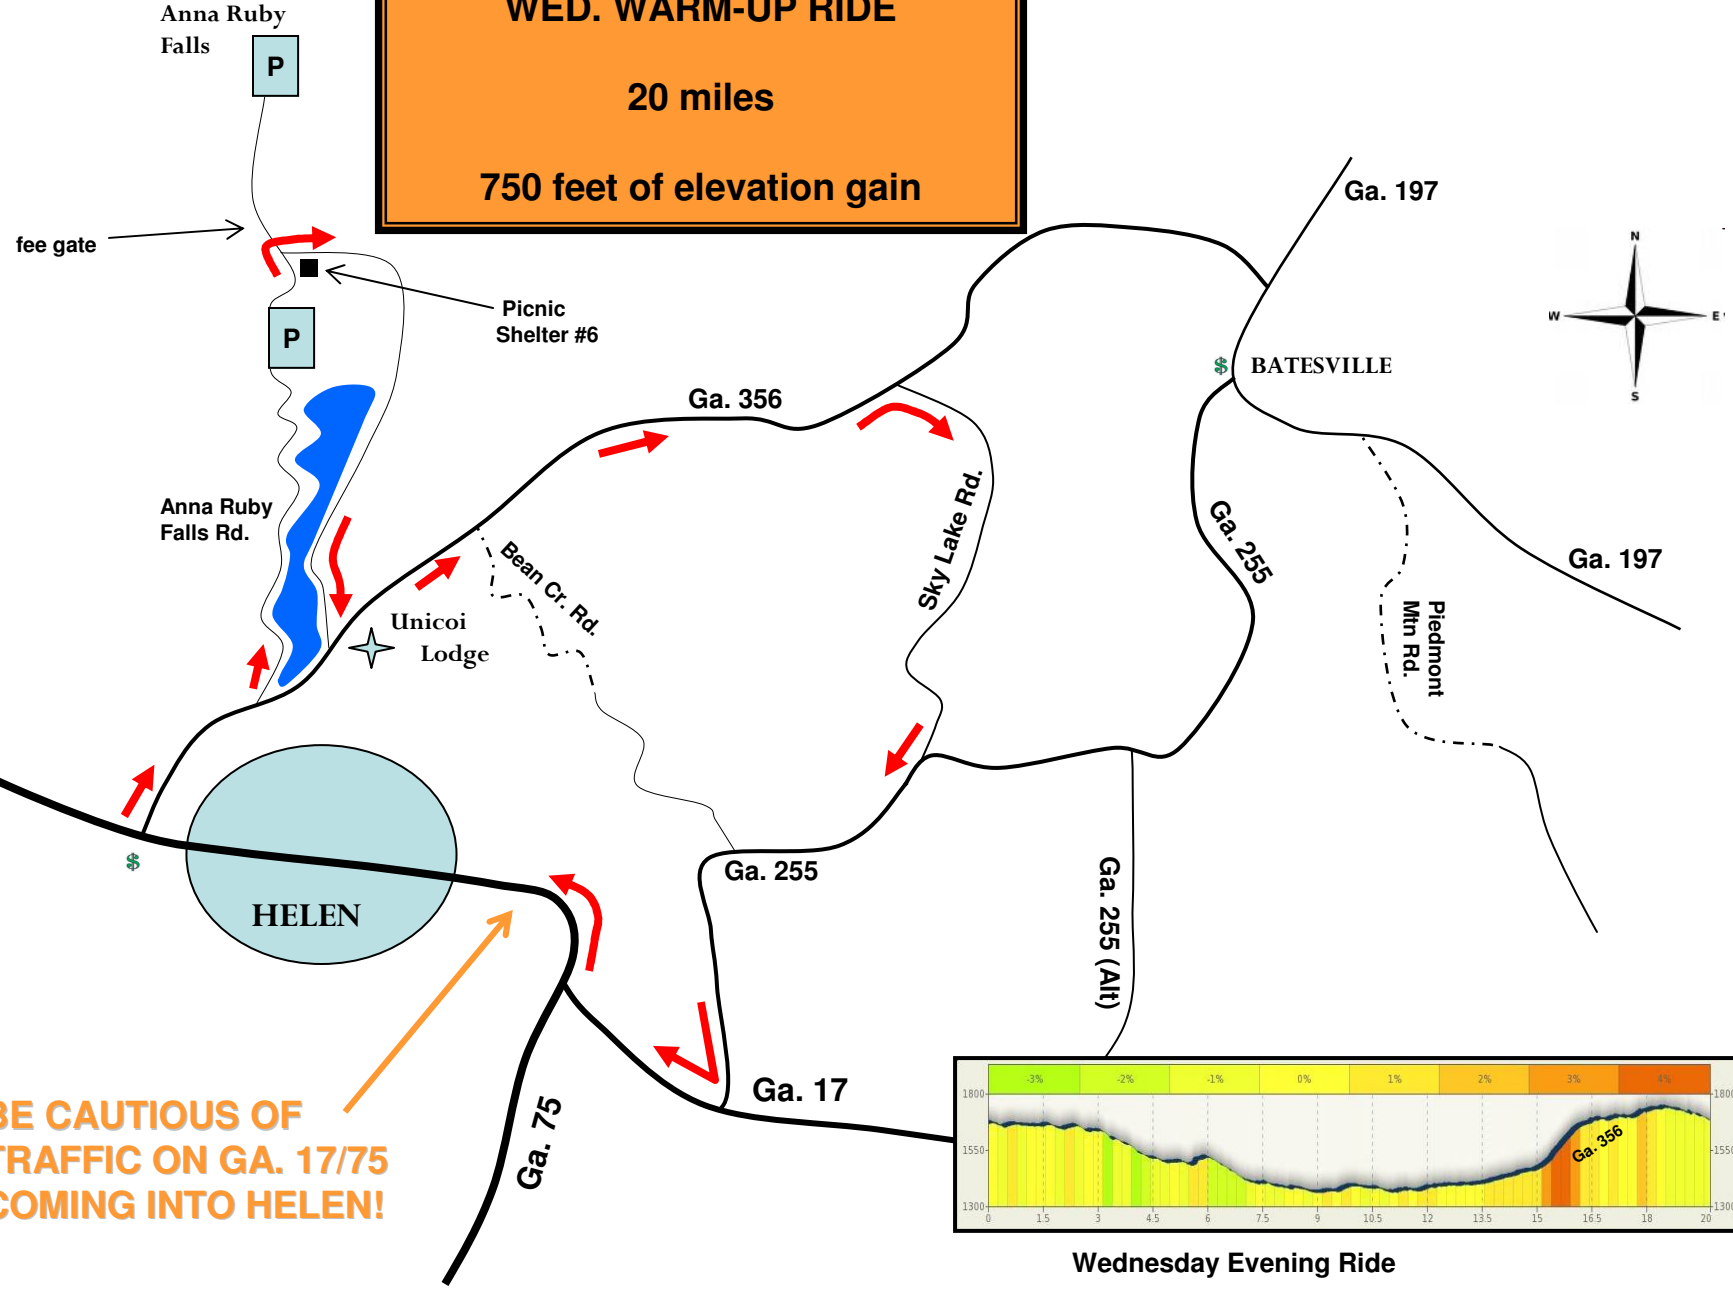 Anna Ruby
Falls
P
WED. WARM-UP RIDE
20 miles
750 feet of elevation gain
Ga. 197
fee gate
Picnic
Shelter #6
P
N
W
E
S
$
BATESVILLE
Ga. 356
Anna Ruby
Falls Rd.
Bean Cr. Rd.
Sky Lake Rd.
Ga. 255
Ga. 197
Piedmont
Mtn Rd.
Unicoi
Lodge
$
HELEN
Ga. 255
Ga. 255 (Alt)
Ga. 17
Ga. 75
BE CAUTIOUS OF
TRAFFIC ON GA. 17/75
COMING INTO HELEN!
-3% -2% -1% 0% 1% 2% 3% 4%
1800 1800
1550 1550
1300 1300
Ga. 356
0 1.5 3 4.5 6 7.5 9 10.5 12 13.5 15 16.5 18 20
Wednesday Evening Ride